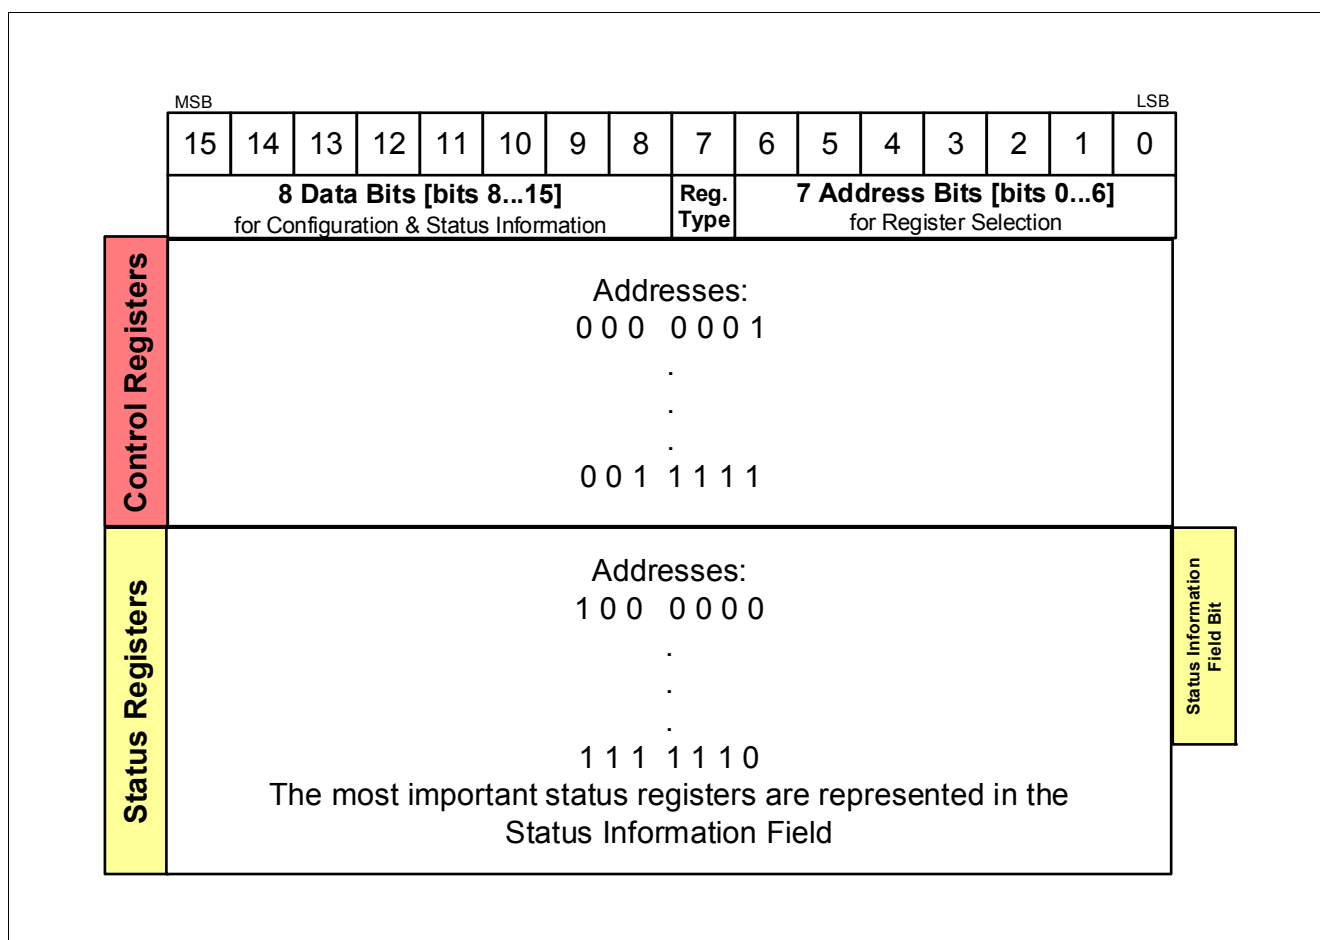 MSB LSB
15 14 13 12 11 10 9 8 7 6 5 4 3 2 1 0
8 Data Bits [bits 8...15]
for Configuration & Status Information
Reg.
Type
7 Address Bits [bits 0...6]
for Register Selection
Control Registers
Addresses:
0 0 0 0 0 0 1
.
.
.
0 0 1 1 1 1 1
Status Registers
Addresses:
1 0 0 0 0 0 0
.
.
.
1 1 1 1 1 1 0
The most important status registers are represented in the
Status Information Field
Status Information
Field Bit